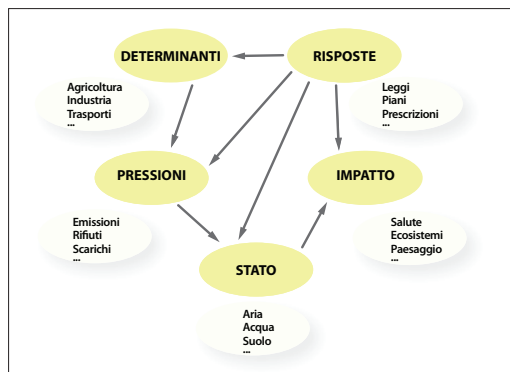 DETERMINANTI
RISPOSTE
Agricoltura
Industria
Trasporti
...
Leggi
Piani
Prescrizioni
...
PRESSIONI
IMPATTO
Emissioni
Rifiuti
Scarichi
...
Salute
Ecosistemi
Paesaggio
...
STATO
Aria
Acqua
Suolo
...